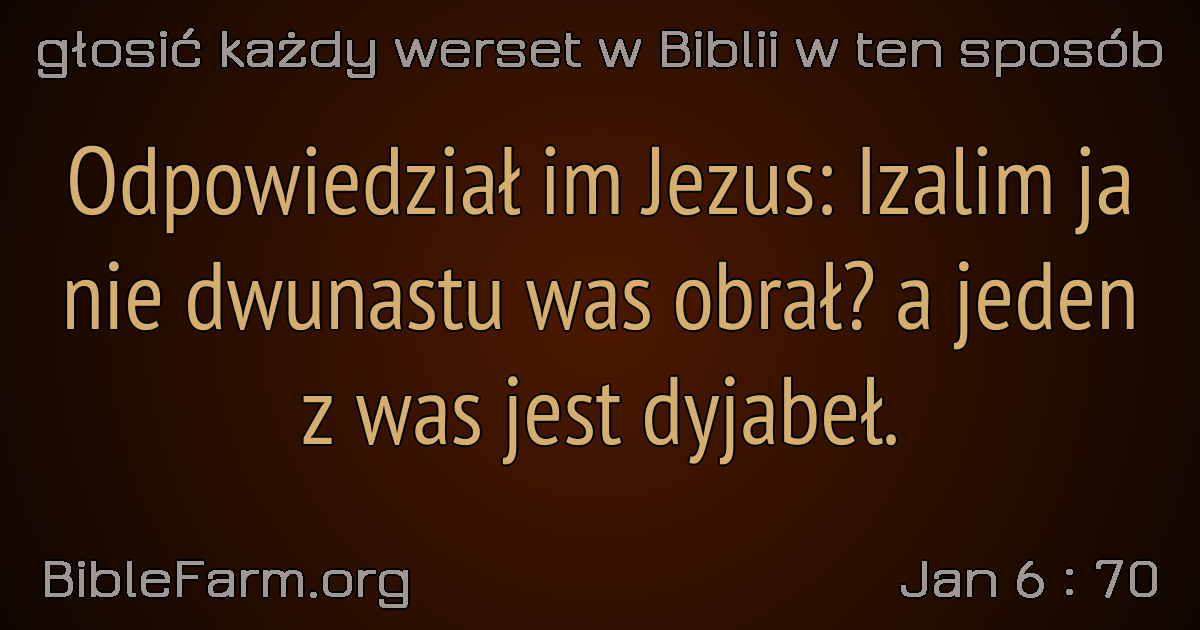 głosić każdy werset w Biblii w ten sposób
Odpowiedział im Jezus: Izalim ja
nie dwunastu was obrał? a jeden
z was jest dyjabeł.
BibleFarm.org
Jan 6 : 70